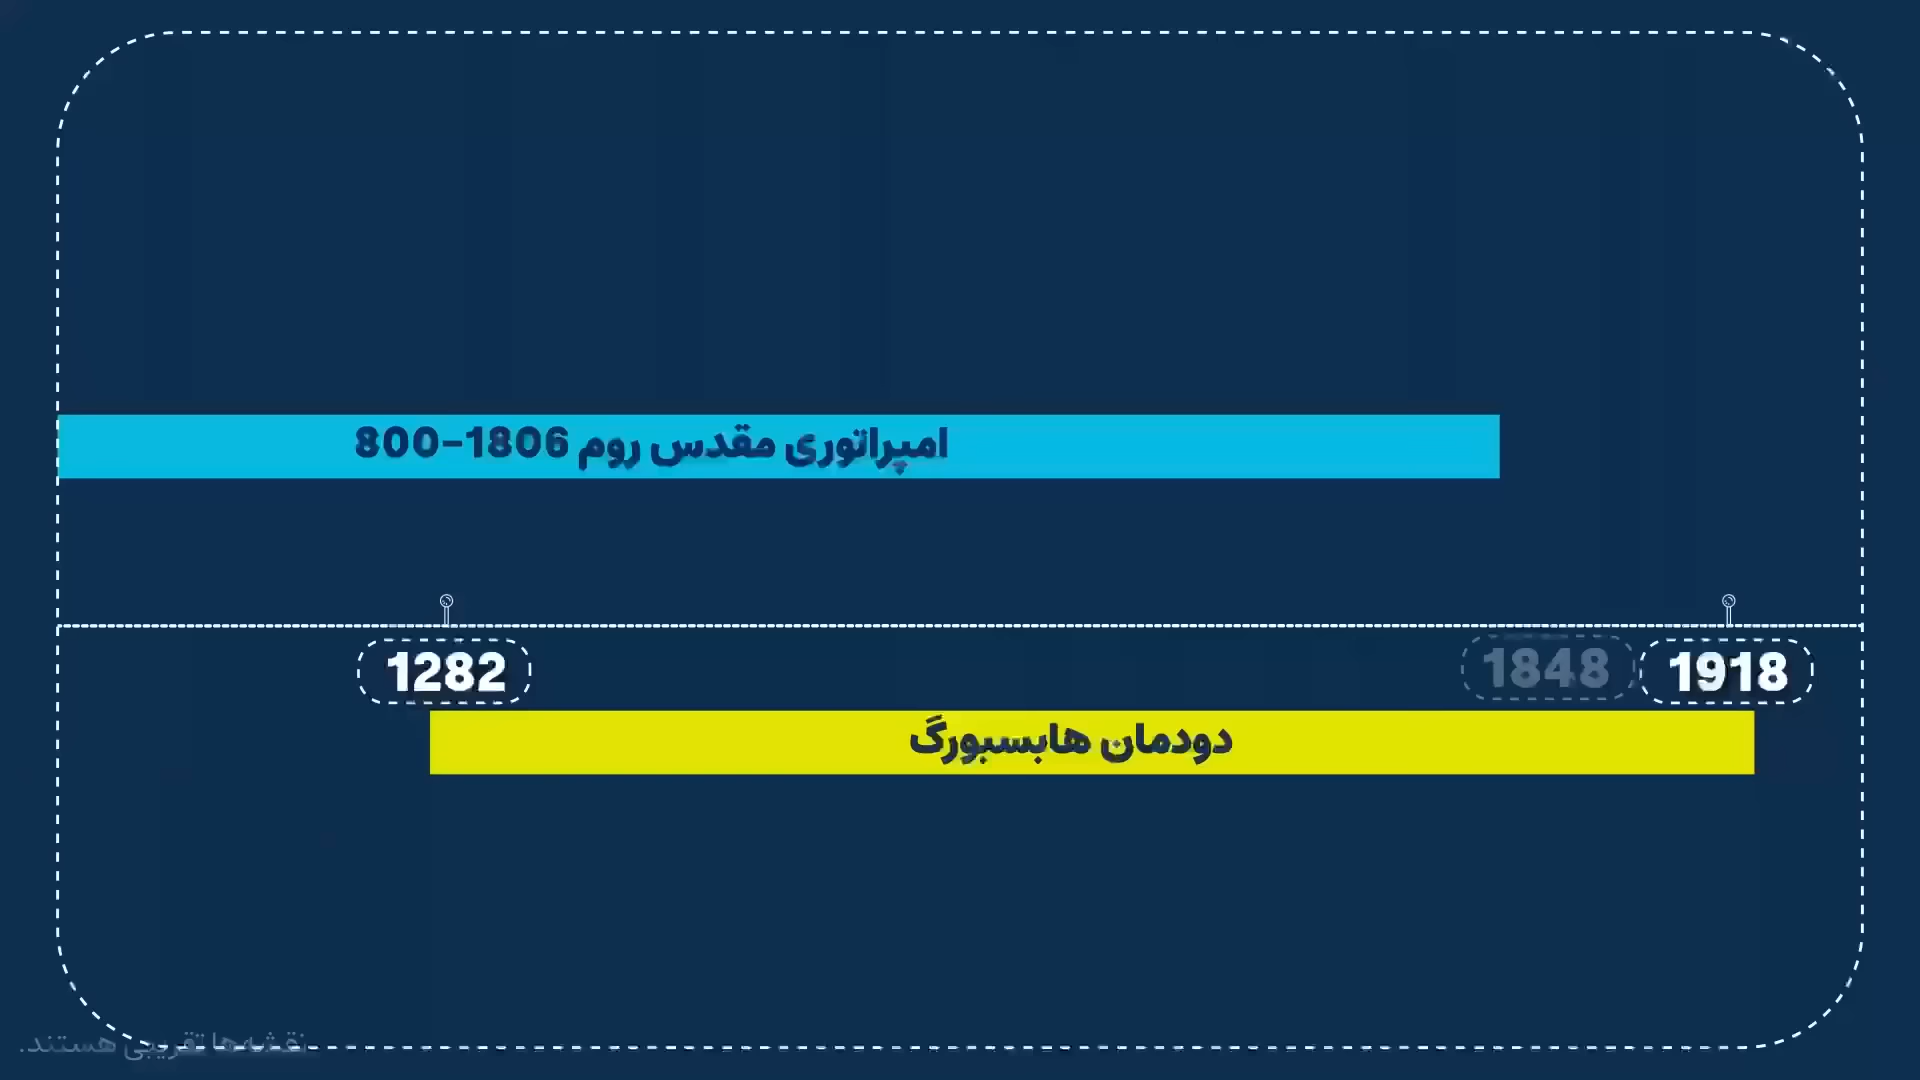 امپراتوری مقدس روم 1806-800
1282
1848
1918
دودمان هابسبورگ
نقشه‌ها تقریبی هستند.